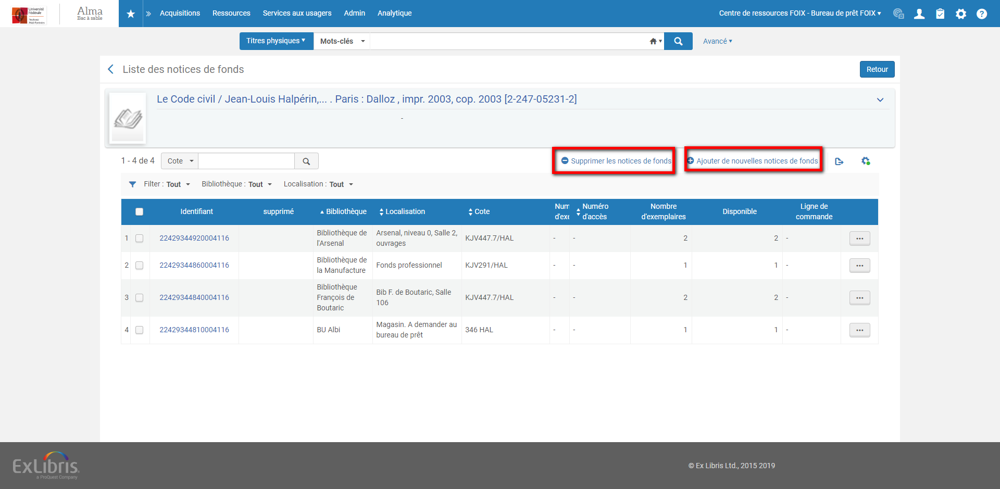 Université
Fédérale
Toulouse
Midi-Pyrénées
Alma
Bac à sable
Acquisitions Ressources Services aux usagers Admin Analytique
Centre de ressources FOIX - Bureau de prêt FOIX
Titres physiques Mots-clés Avancé
Liste des notices de fonds
Retour
Le Code civil / Jean-Louis Halpérin,... . Paris : Dalloz , impr. 2003, cop. 2003 [2-247-05231-2]
-
1 - 4 de 4 Cote Supprimer les notices de fonds Ajouter de nouvelles notices de fonds
Filter : Tout Bibliothèque : Tout Localisation : Tout
Identifiant supprimé Bibliothèque Localisation Cote Num d'exe Numéro d'accès Nombre d'exemplaires Disponible Ligne de commande
1 22429344920004116 Bibliothèque de l'Arsenal Arsenal, niveau 0, Salle 2, ouvrages KJV447.7/HAL - - 2 2 -
2 22429344860004116 Bibliothèque de la Manufacture Fonds professionnel KJV291/HAL - - 1 1 -
3 22429344840004116 Bibliothèque François de Boutaric Bib F. de Boutaric, Salle 106 KJV447.7/HAL - - 2 2 -
4 22429344810004116 BU Albi Magasin. A demander au bureau de prêt 346 HAL - - 1 1 -
ExLibris
a ProQuest Company
© Ex Libris Ltd., 2015 2019